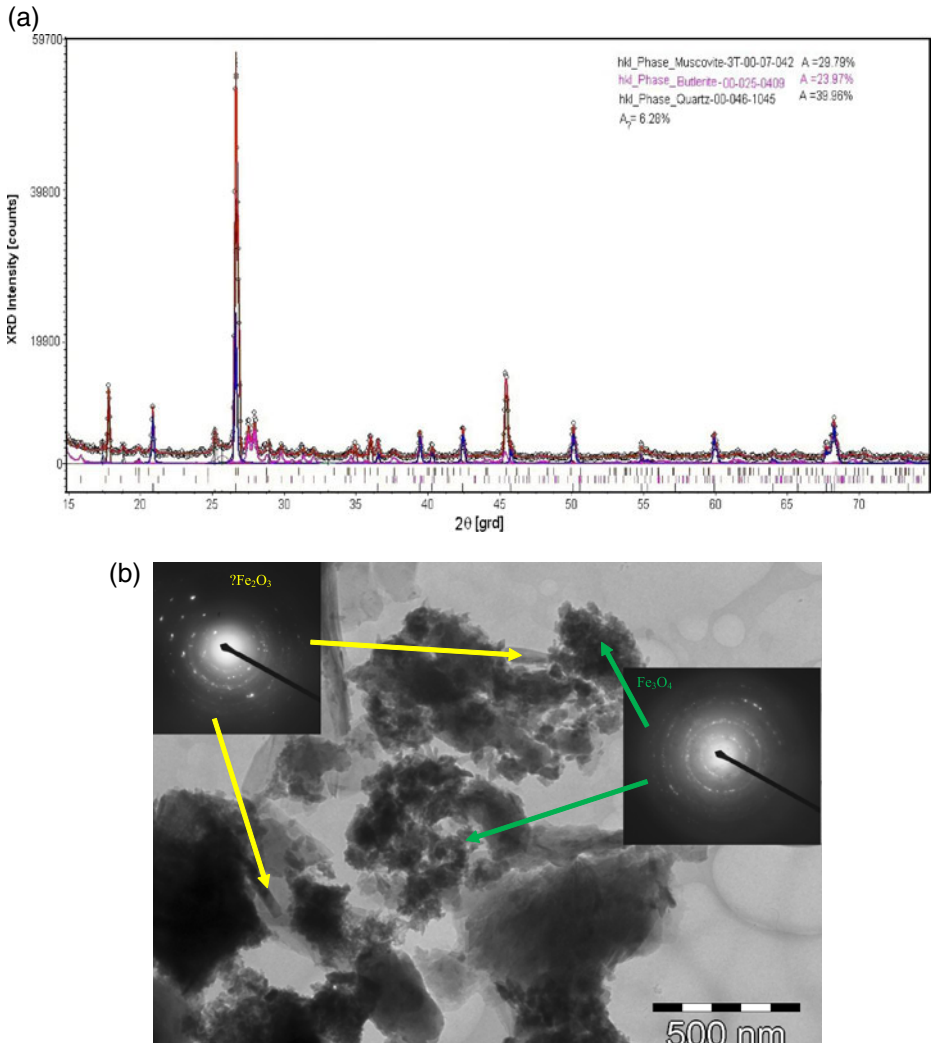 (a)
59700
39800
19900
0
XRD Intensity [counts]
hkl_Phase_Muscovite-3T-00-07-042 A =29.79%
hkl_Phase_Butlerite-00-025-0409 A =23.97%
hkl_Phase_Quartz-00-046-1045 A =39.96%
A?= 6.28%
15 20 25 30 35 40 45 50 55 60 65 70
2θ [grd]
(b)
?Fe₂O₃
Fe₃O₄
500 nm